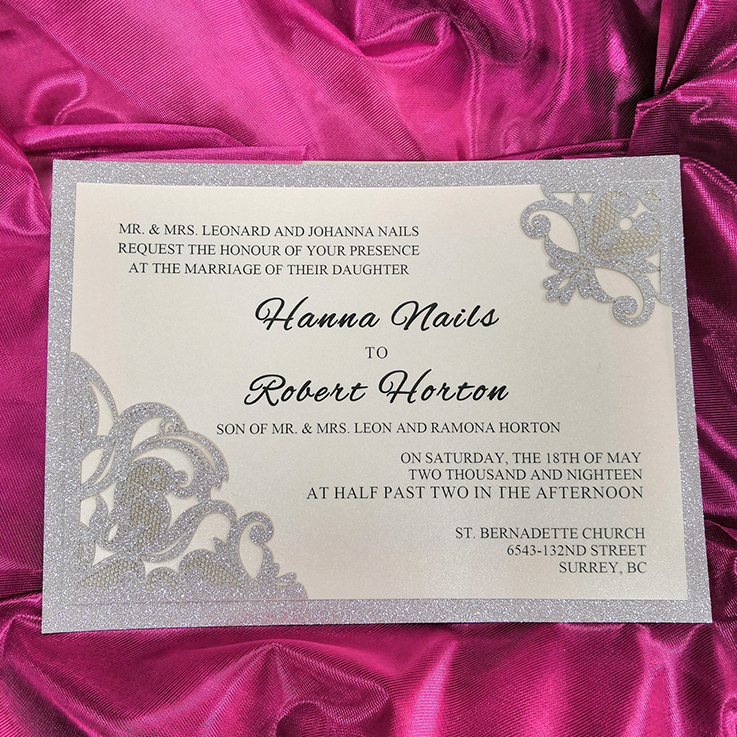 MR. & MRS. LEONARD AND JOHANNA NAILS
REQUEST THE HONOUR OF YOUR PRESENCE
AT THE MARRIAGE OF THEIR DAUGHTER
Hanna Nails
TO
Robert Horton
SON OF MR. & MRS. LEON AND RAMONA HORTON
ON SATURDAY, THE 18TH OF MAY
TWO THOUSAND AND NIGHTEEN
AT HALF PAST TWO IN THE AFTERNOON
ST. BERNADETTE CHURCH
6543-132ND STREET
SURREY, BC